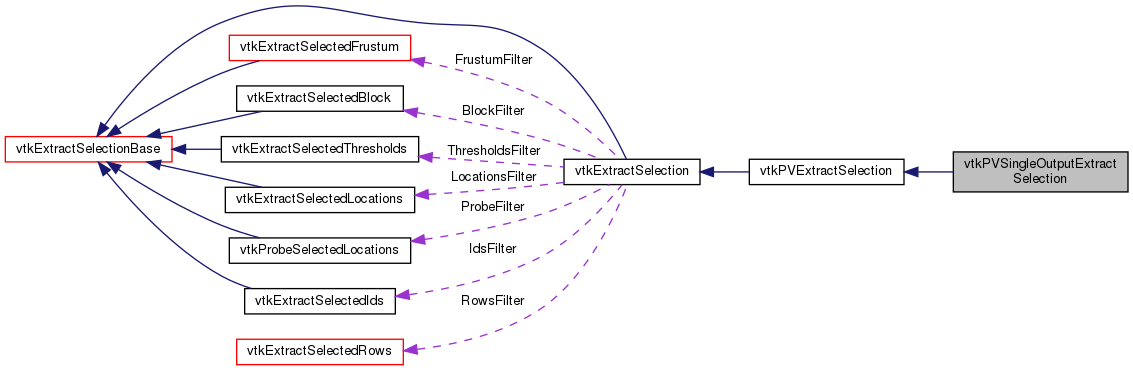 vtkExtractSelectedFrustum
FrustumFilter
vtkExtractSelectedBlock
BlockFilter
vtkExtractSelectionBase
vtkExtractSelectedThresholds
ThresholdsFilter
vtkExtractSelection
vtkPVExtractSelection
vtkPVSingleOutputExtract
Selection
LocationsFilter
vtkExtractSelectedLocations
ProbeFilter
vtkProbeSelectedLocations
IdsFilter
vtkExtractSelectedIds
RowsFilter
vtkExtractSelectedRows